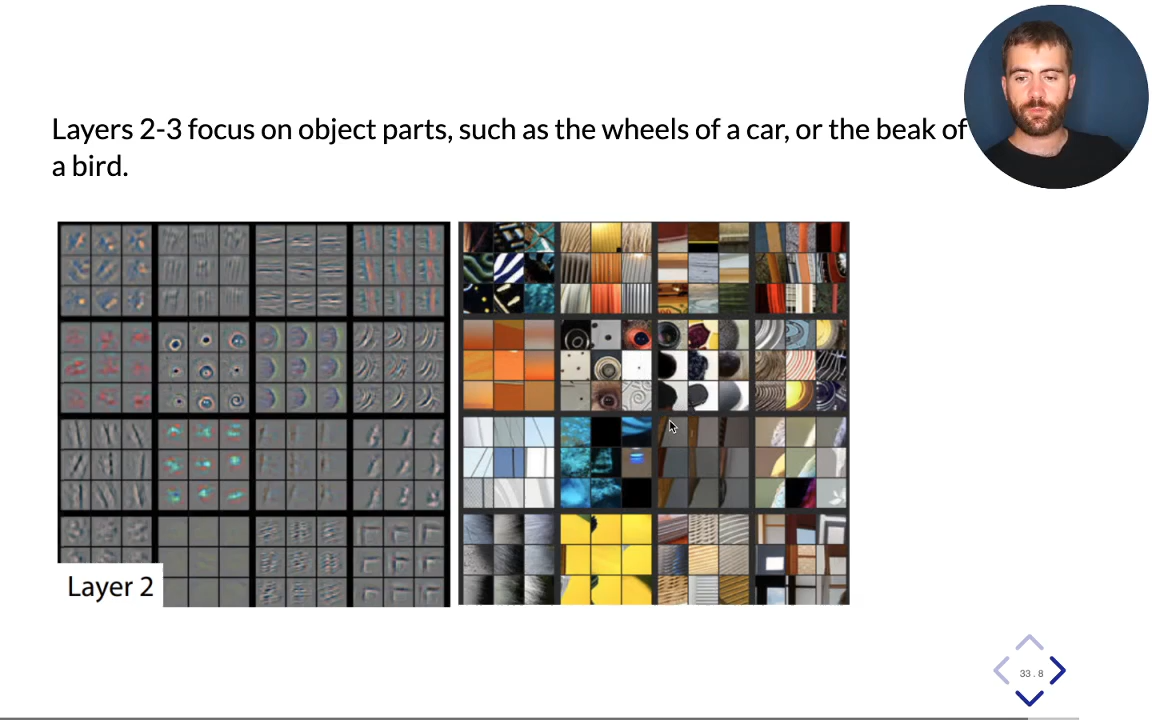 Layers 2-3 focus on object parts, such as the wheels of a car, or the beak of
a bird.
Layer 2
33.8